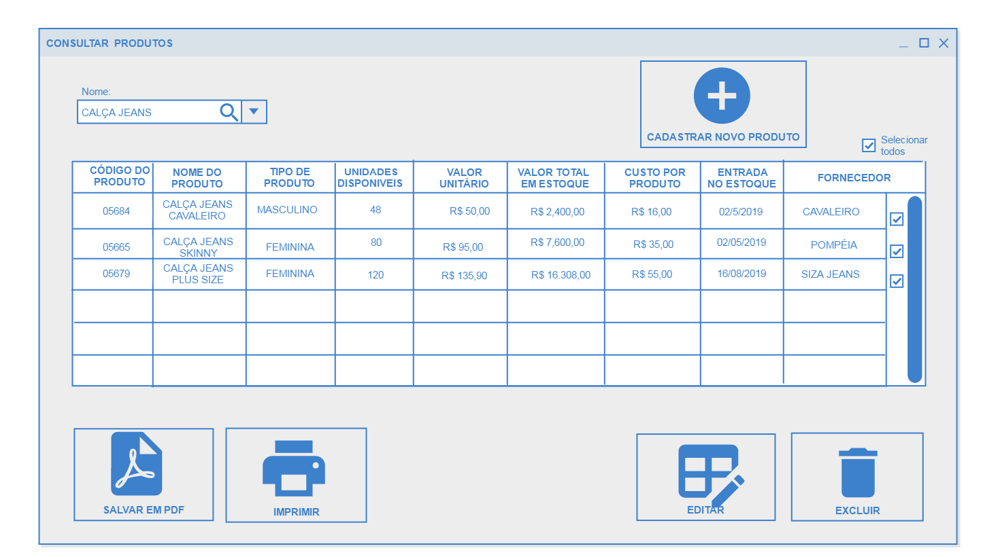 CONSULTAR PRODUTOS
Nome:
CALÇA JEANS
CADASTRAR NOVO PRODUTO
Selecionar
todos
CÓDIGO DO
PRODUTO
NOME DO
PRODUTO
TIPO DE
PRODUTO
UNIDADES
DISPONIVEIS
VALOR
UNITÁRIO
VALOR TOTAL
EM ESTOQUE
CUSTO POR
PRODUTO
ENTRADA
NO ESTOQUE
FORNECEDOR
05684
CALÇA JEANS
CAVALEIRO
MASCULINO
48
R$ 50,00
R$ 2,400,00
R$ 16,00
02/5/2019
CAVALEIRO
05665
CALÇA JEANS
SKINNY
FEMININA
80
R$ 95,00
R$ 7,600,00
R$ 35,00
02/05/2019
POMPÉIA
05679
CALÇA JEANS
PLUS SIZE
FEMININA
120
R$ 135,90
R$ 16.308,00
R$ 55,00
16/08/2019
SIZA JEANS
SALVAR EM PDF
IMPRIMIR
EDITAR
EXCLUIR